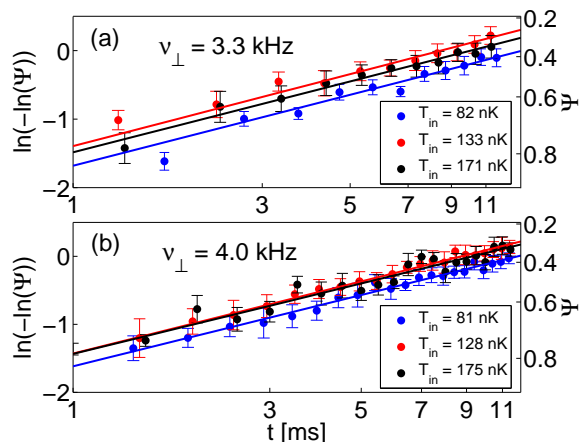 (a)
ν⊥ = 3.3 kHz
ln(−ln(Ψ))
0
−1
−2
0.2
0.4
0.6
0.8
Ψ
T_in = 82 nK
T_in = 133 nK
T_in = 171 nK
1 3 5 7 9 11
(b)
ν⊥ = 4.0 kHz
ln(−ln(Ψ))
0
−1
−2
0.2
0.4
0.6
0.8
Ψ
T_in = 81 nK
T_in = 128 nK
T_in = 175 nK
1 3 5 7 9 11
t [ms]